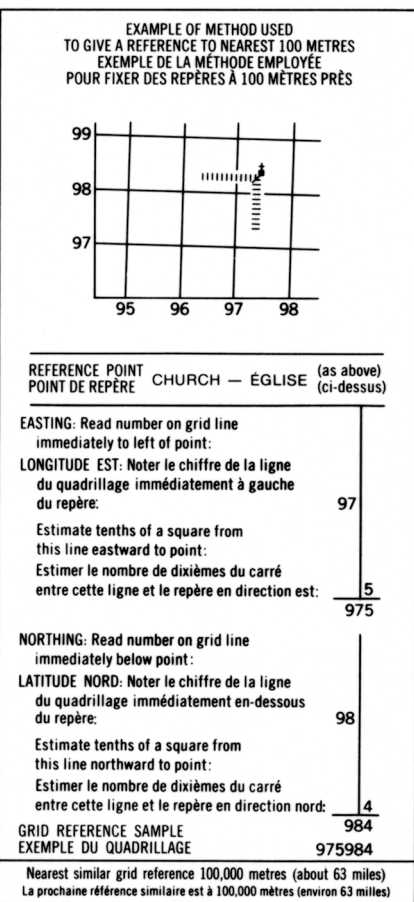 EXAMPLE OF METHOD USED
TO GIVE A REFERENCE TO NEAREST 100 METRES
EXEMPLE DE LA MÉTHODE EMPLOYÉE
POUR FIXER DES REPÈRES À 100 MÈTRES PRÈS
99
98
97
95 96 97 98
REFERENCE POINT
POINT DE REPÈRE
CHURCH — ÉGLISE
(as above)
(ci-dessus)
EASTING: Read number on grid line
immediately to left of point:
LONGITUDE EST: Noter le chiffre de la ligne
du quadrillage immédiatement à gauche
du repère: 97
Estimate tenths of a square from
this line eastward to point:
Estimer le nombre de dixièmes du carré
entre cette ligne et le repère en direction est: 5
975
NORTHING: Read number on grid line
immediately below point:
LATITUDE NORD: Noter le chiffre de la ligne
du quadrillage immédiatement en-dessous
du repère: 98
Estimate tenths of a square from
this line northward to point:
Estimer le nombre de dixièmes du carré
entre cette ligne et le repère en direction nord: 4
984
GRID REFERENCE SAMPLE
EXEMPLE DU QUADRILLAGE 975984
Nearest similar grid reference 100,000 metres (about 63 miles)
La prochaine référence similaire est à 100,000 mètres (environ 63 milles)